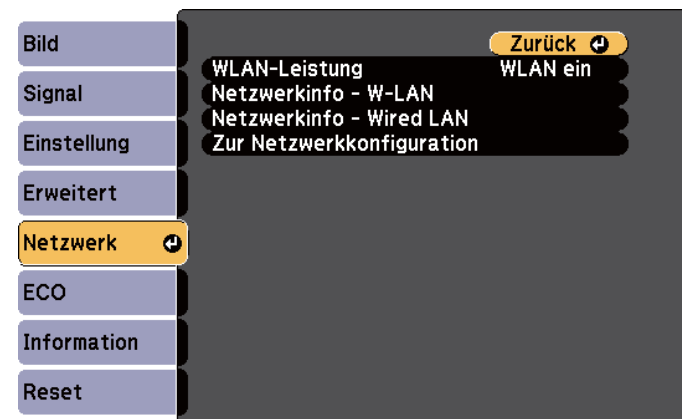 Bild
Signal
Einstellung
Erweitert
Netzwerk
ECO
Information
Reset
Zurück
WLAN-Leistung WLAN ein
Netzwerkinfo - W-LAN
Netzwerkinfo - Wired LAN
Zur Netzwerkkonfiguration